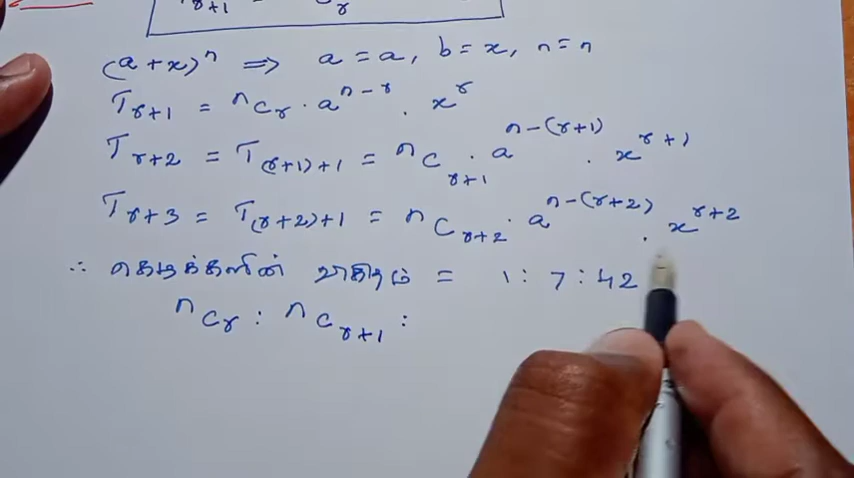 (a + x)ⁿ ⟹ a = a, b = x, n = n
T_{r+1} = ⁿC_r · a^{n-r} · x^r
T_{r+2} = T_{(r+1)+1} = ⁿC_{r+1} · a^{n-(r+1)} · x^{r+1}
T_{r+3} = T_{(r+2)+1} = ⁿC_{r+2} · a^{n-(r+2)} · x^{r+2}
∴ கெழுக்களின் விகிதம் = 1 : 7 : 42
ⁿC_r : ⁿC_{r+1} :